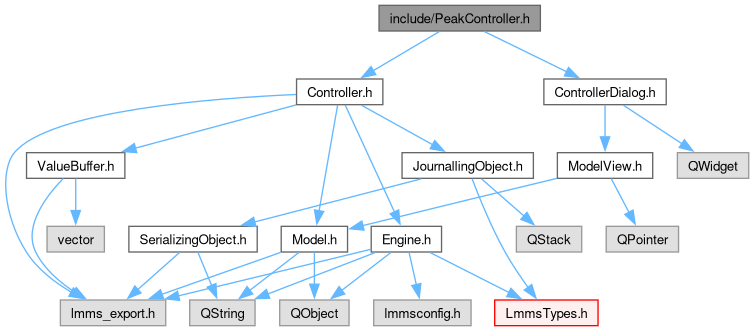 include/PeakController.h
Controller.h
ControllerDialog.h
ValueBuffer.h
JournallingObject.h
ModelView.h
QWidget
vector
SerializingObject.h
Model.h
Engine.h
QStack
QPointer
lmms_export.h
QString
QObject
lmmsconfig.h
LmmsTypes.h